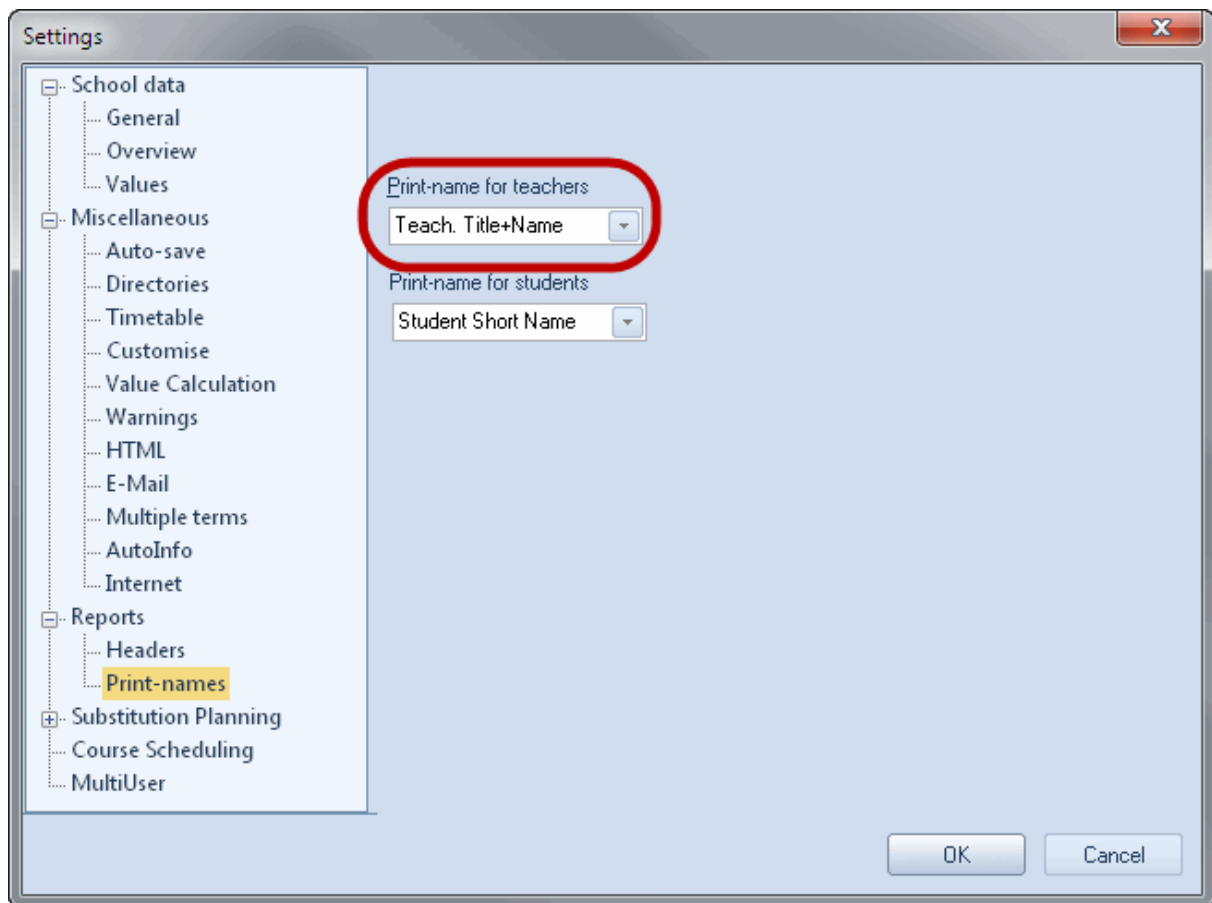 Settings
School data
General
Overview
Values
Miscellaneous
Auto-save
Directories
Timetable
Customise
Value Calculation
Warnings
HTML
E-Mail
Multiple terms
AutoInfo
Internet
Reports
Headers
Print-names
Substitution Planning
Course Scheduling
MultiUser
Print-name for teachers
Teach. Title+Name
Print-name for students
Student Short Name
OK
Cancel